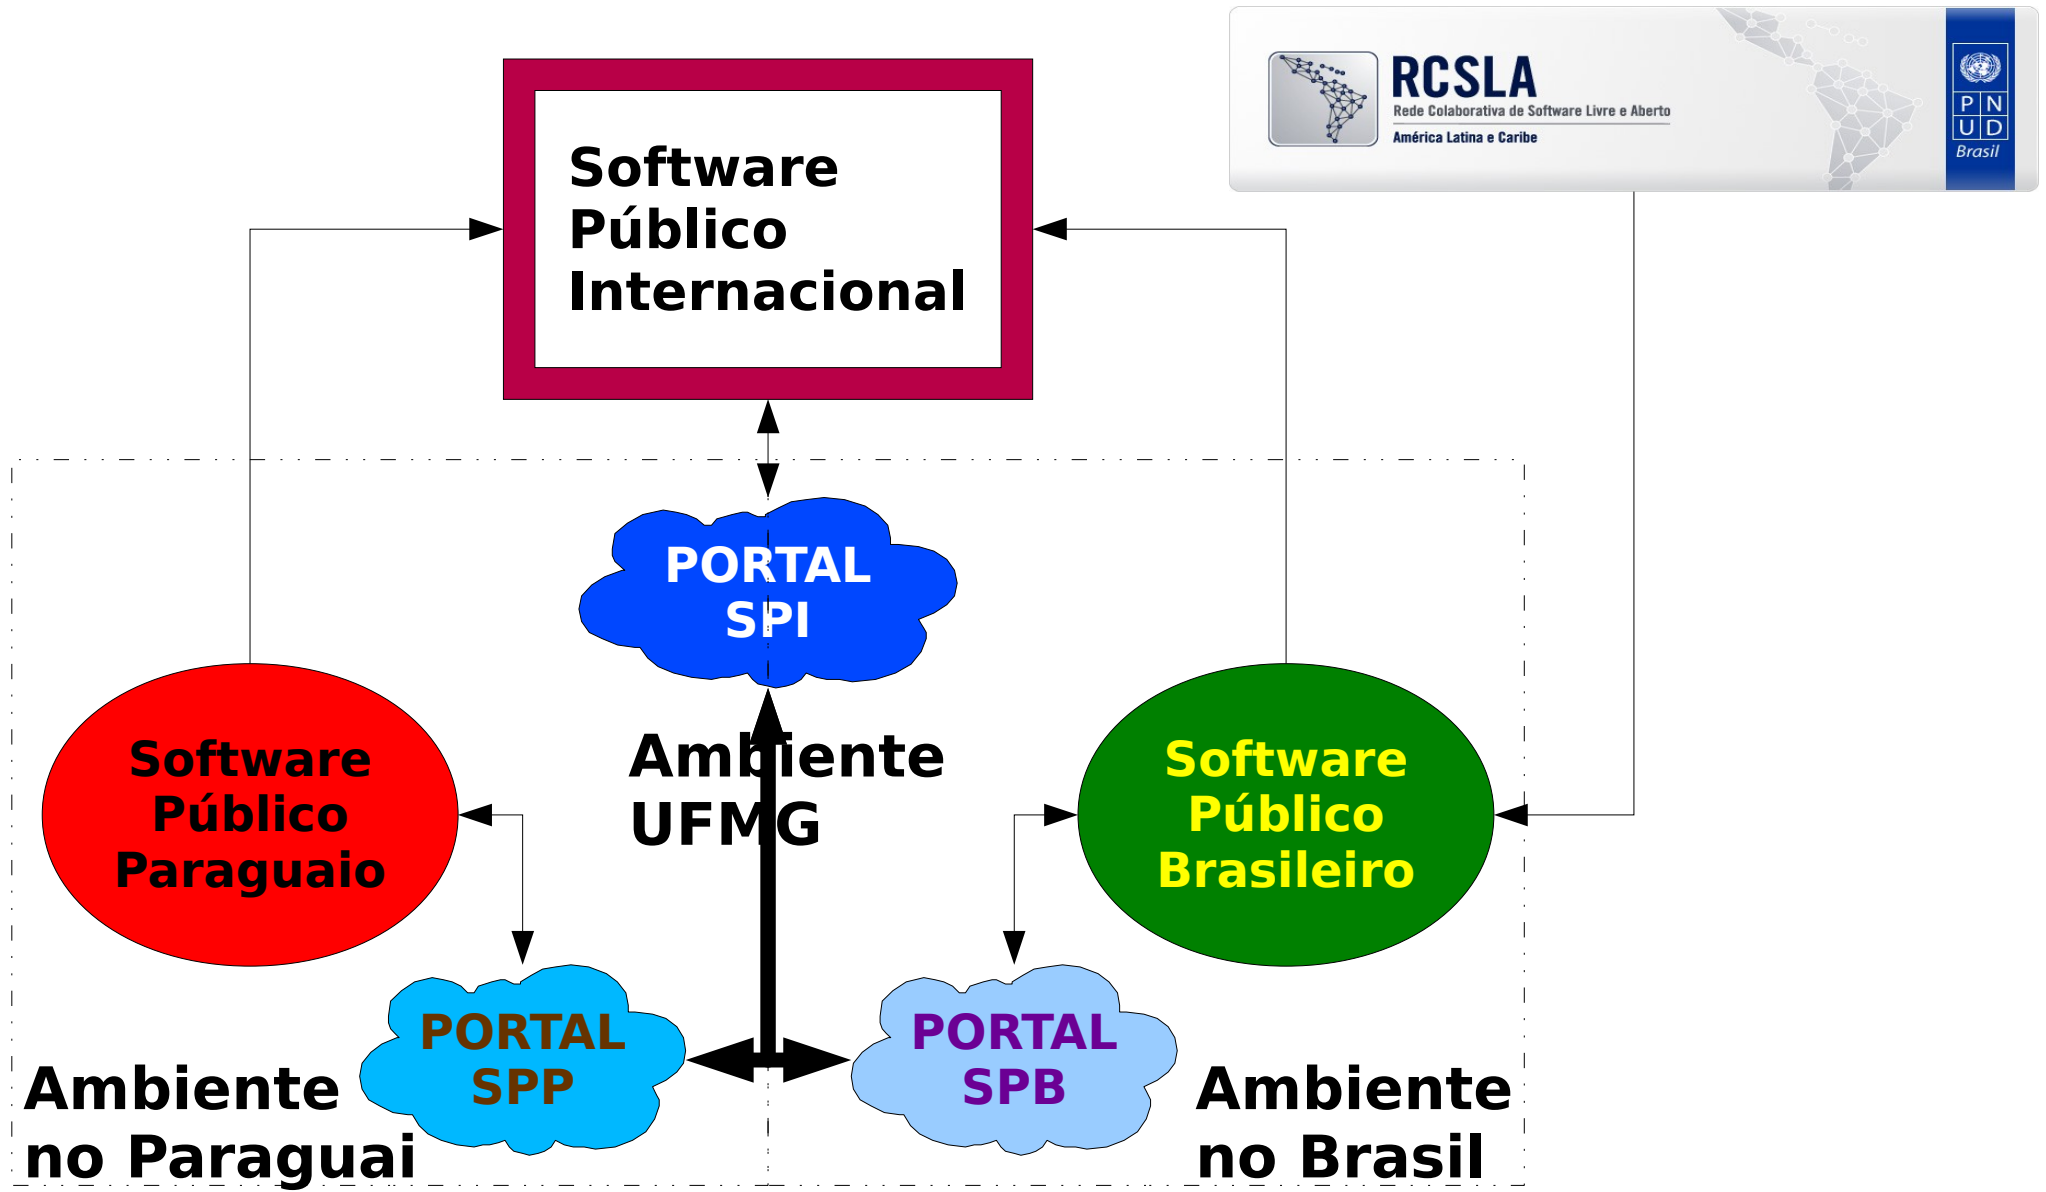 RCSLA
Rede Colaborativa de Software Livre e Aberto
América Latina e Caribe
P N
U D
Brasil
Software
Público
Internacional
PORTAL
SPI
Ambiente
UFMG
Software
Público
Paraguaio
Software
Público
Brasileiro
PORTAL
SPP
PORTAL
SPB
Ambiente
no Paraguai
Ambiente
no Brasil